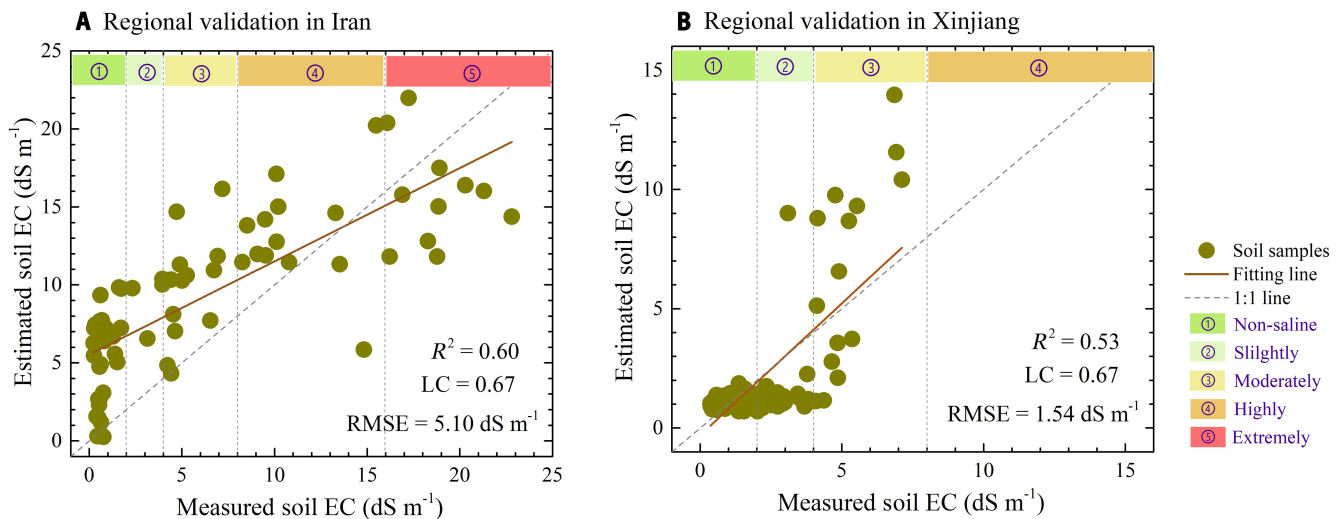 A Regional validation in Iran
25
20
15
10
5
0
Estimated soil EC (dS m⁻¹)
① ② ③ ④ ⑤
R² = 0.60
LC = 0.67
RMSE = 5.10 dS m⁻¹
0 5 10 15 20 25
Measured soil EC (dS m⁻¹)
B Regional validation in Xinjiang
15
10
5
0
Estimated soil EC (dS m⁻¹)
① ② ③ ④
R² = 0.53
LC = 0.67
RMSE = 1.54 dS m⁻¹
0 5 10 15
Measured soil EC (dS m⁻¹)
Soil samples
Fitting line
1:1 line
① Non-saline
② Slilghtly
③ Moderately
④ Highly
⑤ Extremely